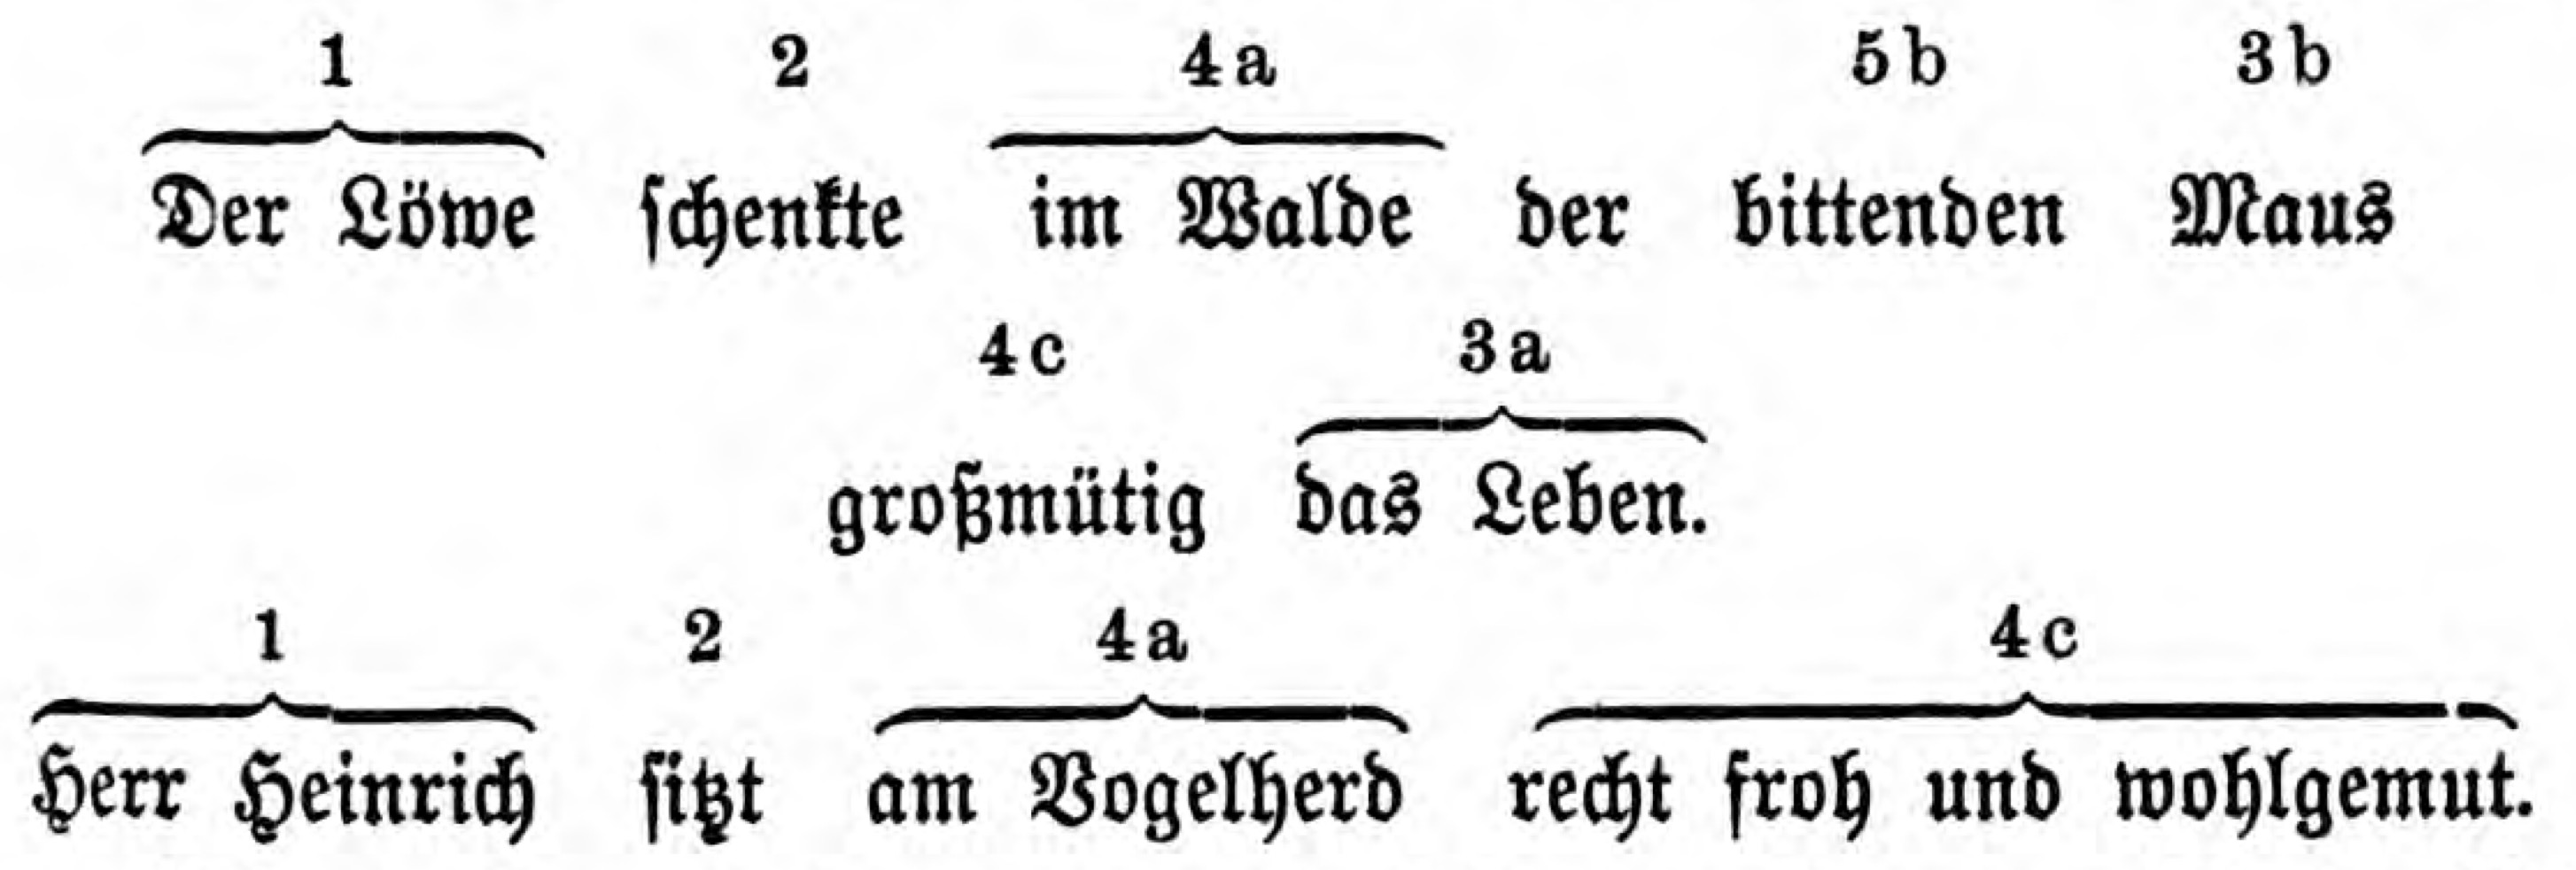 1 2 4a 5b 3b
Der Löwe ſchenkte im Walde der bittenden Maus
4c 3a
großmütig das Leben.
1 2 4a 4c
Herr Heinrich ſitzt am Vogelherd recht froh und wohlgemut.